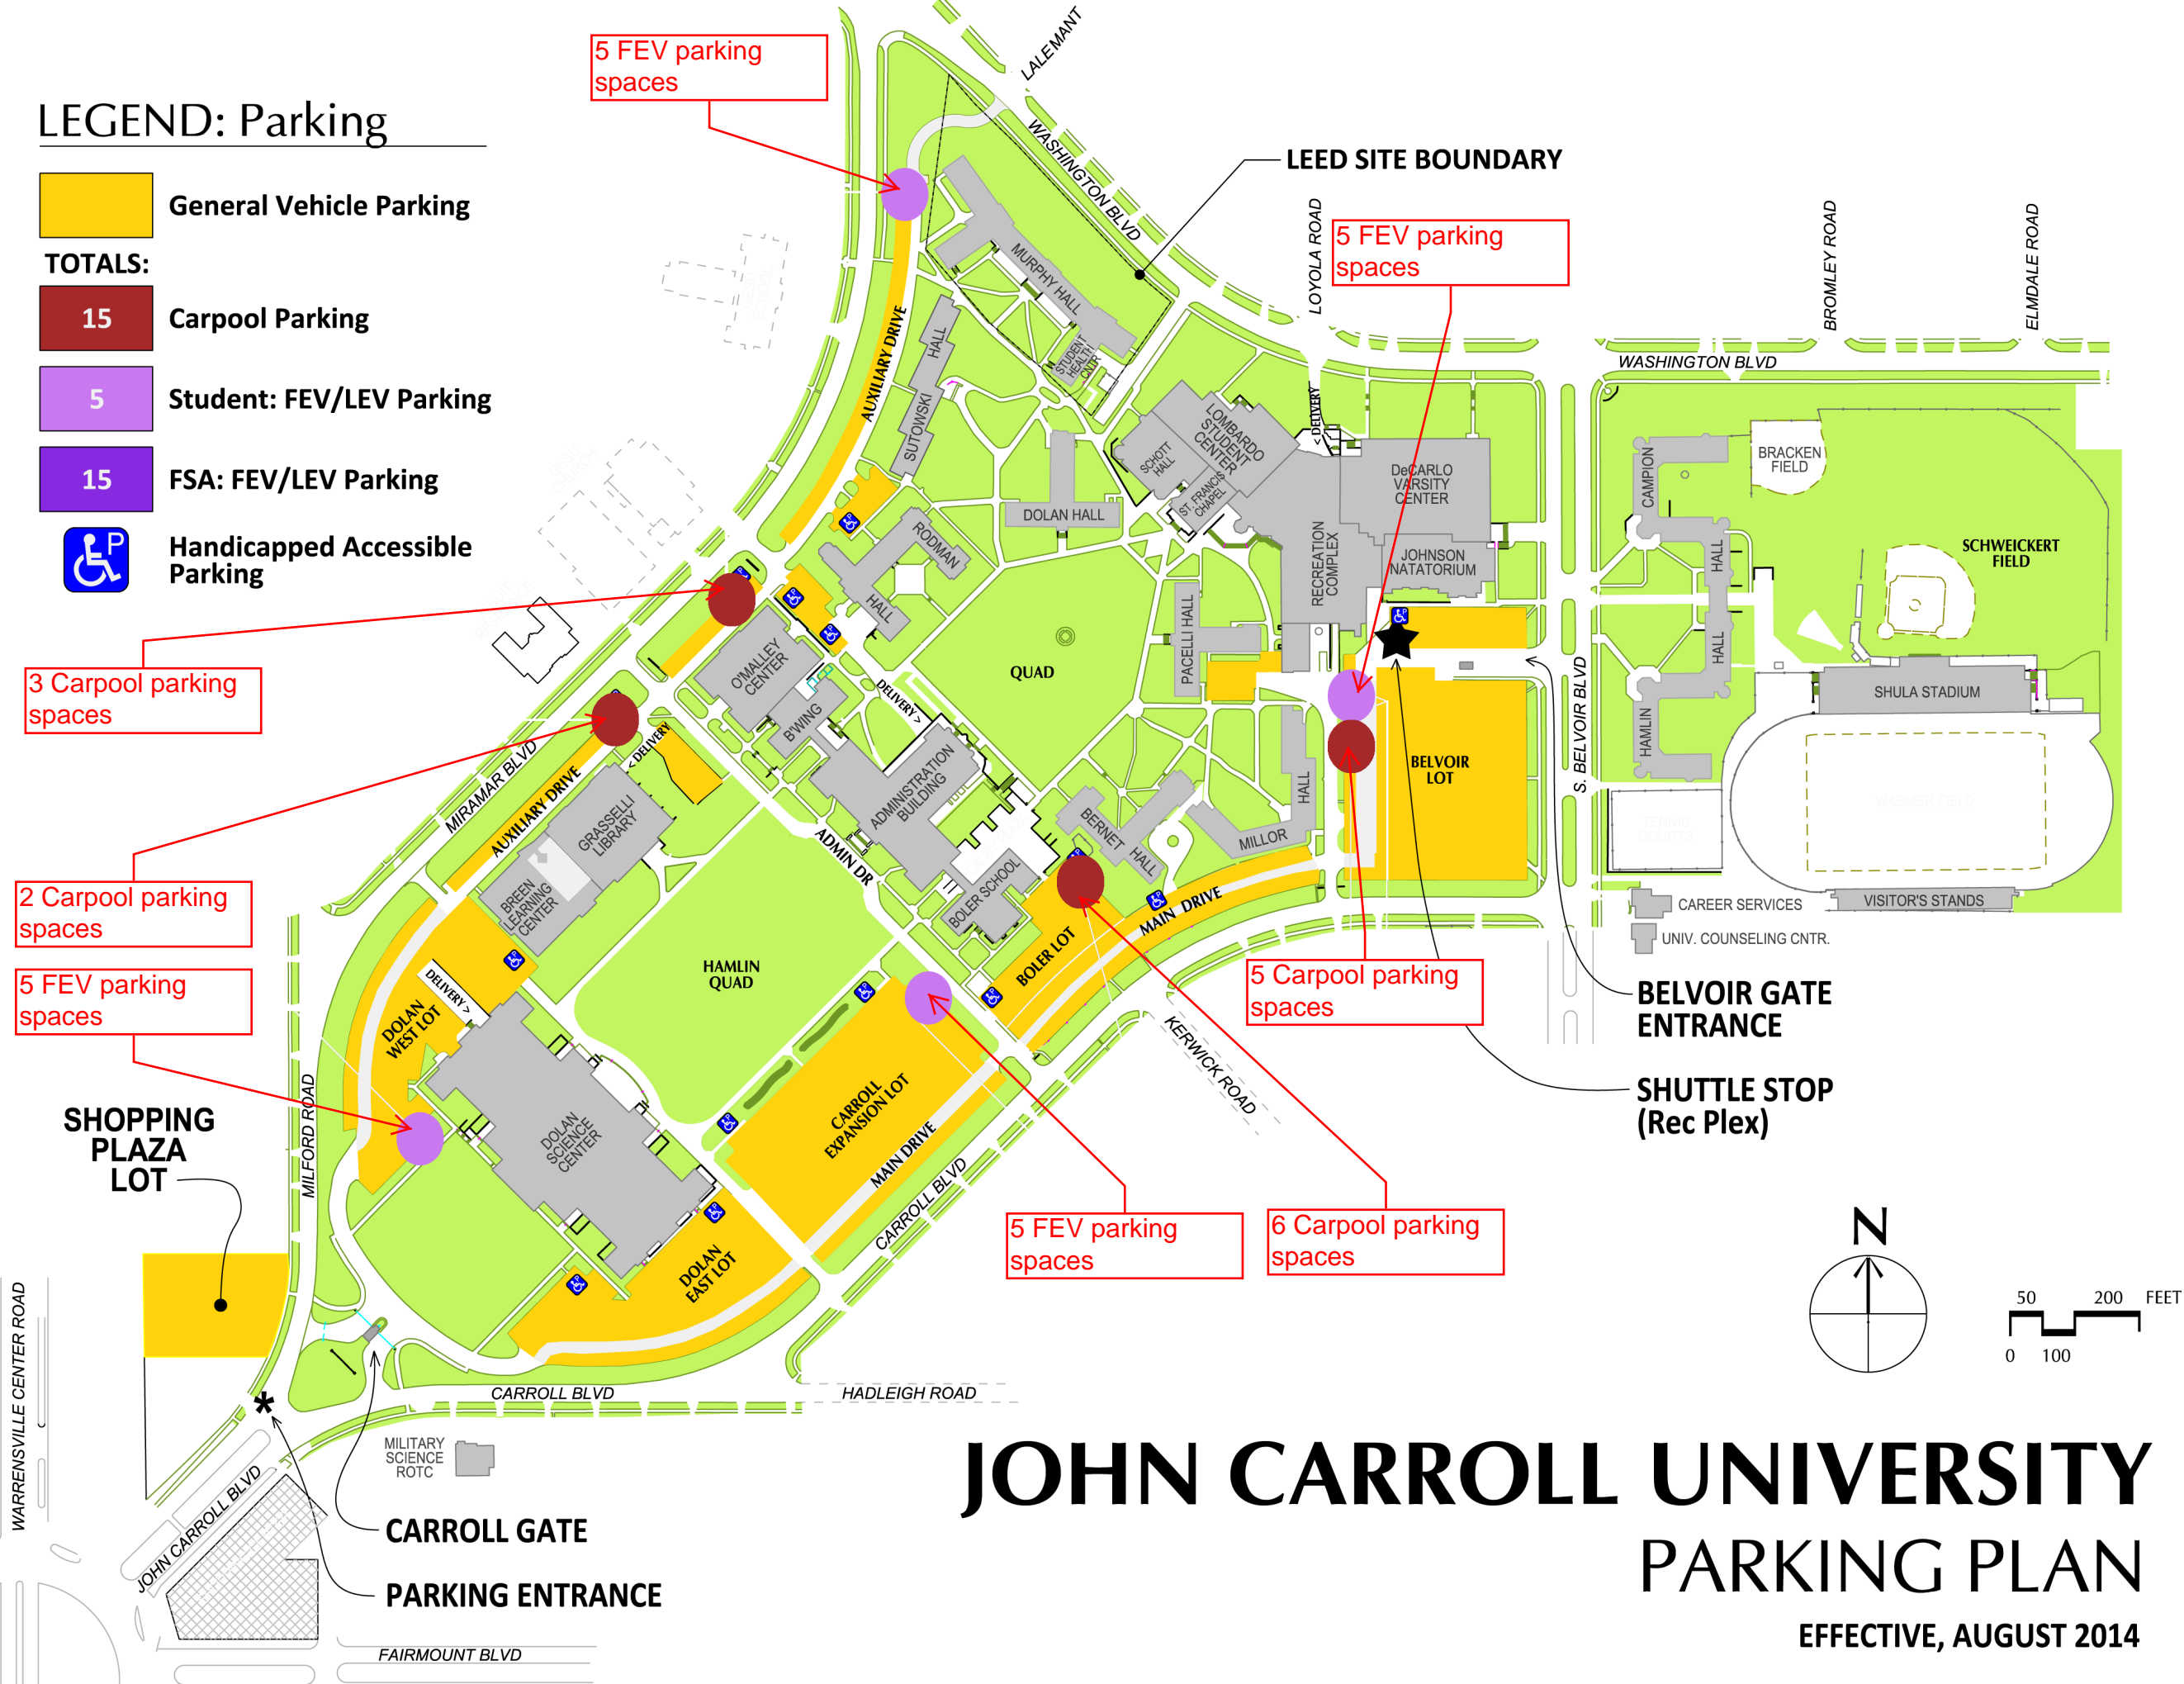 LEGEND: Parking
General Vehicle Parking
TOTALS:
15
Carpool Parking
5
Student: FEV/LEV Parking
15
FSA: FEV/LEV Parking
P
Handicapped Accessible
Parking
5 FEV parking
spaces
LALEMANT
WASHINGTON BLVD
LEED SITE BOUNDARY
LOYOLA ROAD
5 FEV parking
spaces
BROMLEY ROAD
ELMDALE ROAD
WASHINGTON BLVD
MURPHY HALL
STUDENT
HEALTH
CNTR
AUXILIARY DRIVE
SUTOWSKI
HALL
< DELIVERY
LOMBARDO
STUDENT
CENTER
SCHOTT
HALL
ST. FRANCIS
CHAPEL
DeCARLO
VARSITY
CENTER
RECREATION
COMPLEX
JOHNSON
NATATORIUM
DOLAN HALL
RODMAN
HALL
CAMPION
HALL
BRACKEN
FIELD
SCHWEICKERT
FIELD
HALL
HAMLIN
SHULA STADIUM
WASMER FIELD
TENNIS
COURTS
VISITOR'S STANDS
CAREER SERVICES
UNIV. COUNSELING CNTR.
3 Carpool parking
spaces
O'MALLEY
CENTER
B'WING
DELIVERY >
QUAD
PACELLI HALL
P
BELVOIR
LOT
S. BELVOIR BLVD
MIRAMAR BLVD
AUXILIARY DRIVE
< DELIVERY
GRASSELLI
LIBRARY
BREEN
LEARNING
CENTER
ADMINISTRATION
BUILDING
ADMIN DR
BOLER SCHOOL
BERNET
HALL
MILLOR
HALL
MAIN DRIVE
BOLER LOT
2 Carpool parking
spaces
5 FEV parking
spaces
HAMLIN
QUAD
DELIVERY >
DOLAN
WEST LOT
DOLAN
SCIENCE
CENTER
CARROLL
EXPANSION LOT
MAIN DRIVE
CARROLL BLVD
KERWICK ROAD
5 Carpool parking
spaces
BELVOIR GATE
ENTRANCE
SHUTTLE STOP
(Rec Plex)
5 FEV parking
spaces
6 Carpool parking
spaces
MILFORD ROAD
SHOPPING
PLAZA
LOT
DOLAN
EAST LOT
WARRENSVILLE CENTER ROAD
CARROLL BLVD
HADLEIGH ROAD
*
MILITARY
SCIENCE
ROTC
JOHN CARROLL BLVD
CARROLL GATE
PARKING ENTRANCE
FAIRMOUNT BLVD
N
50 200 FEET
0 100
JOHN CARROLL UNIVERSITY
PARKING PLAN
EFFECTIVE, AUGUST 2014